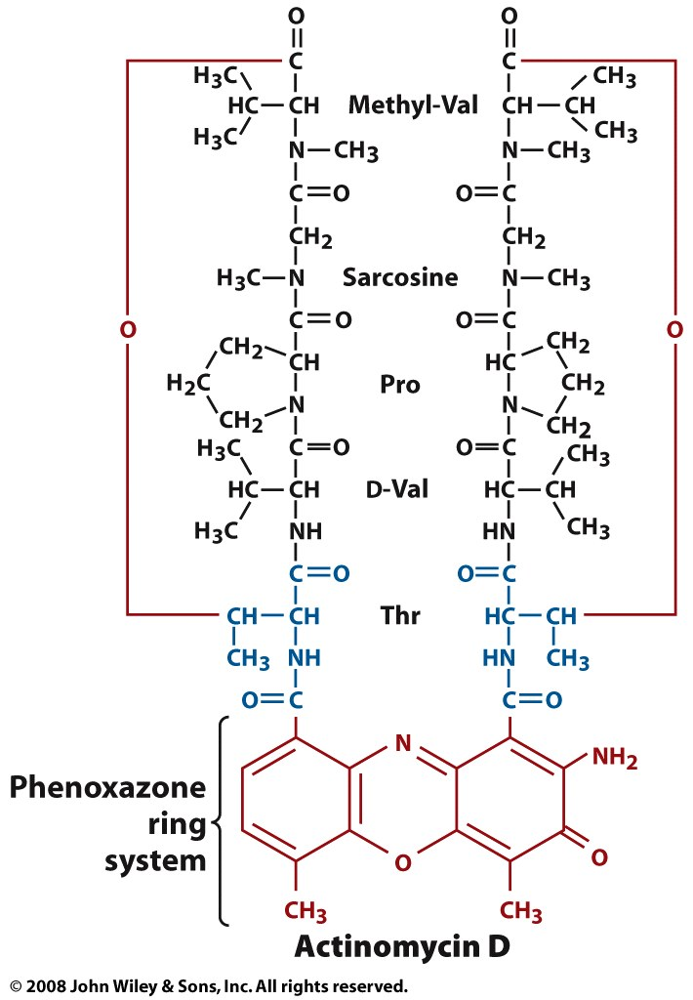 O O
C C
H3C CH3
HC—CH Methyl-Val CH—CH
H3C CH3
N—CH3 N—CH3
C=O O=C
CH2 CH2
H3C—N Sarcosine N—CH3
C=O O=C
O O
CH2 CH HC CH2
H2C Pro CH2
N N
CH2 CH2
C=O O=C
H3C CH3
HC—CH D-Val HC—CH
H3C NH HN CH3
C=O O=C
CH—CH Thr HC—CH
CH3 NH HN CH3
O=C C=O
N NH2
Phenoxazone
ring
system
O O
CH3 CH3
Actinomycin D
© 2008 John Wiley & Sons, Inc. All rights reserved.